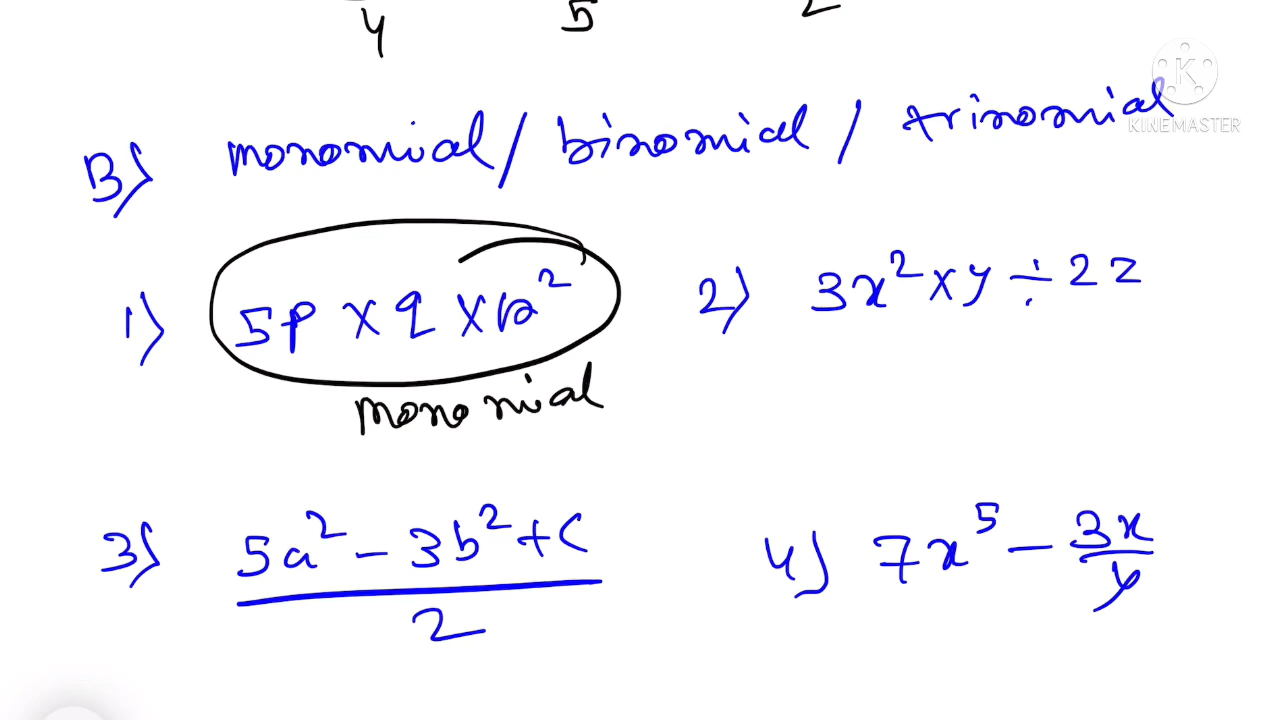 4 5 2
B) monomial / binomial / trinomial
KINEMASTER
1) 5p × q × r² 2) 3x² × y ÷ 2z
monomial
3) 5a² - 3b² + c 4) 7x⁵ - 3x
2 y